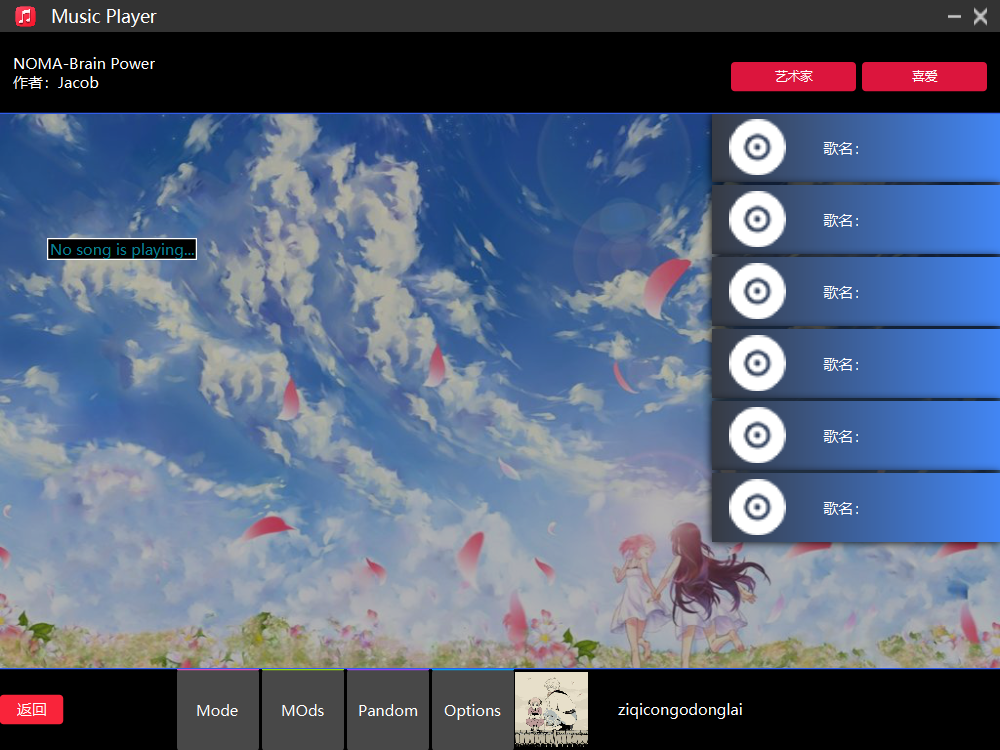 Music Player
NOMA-Brain Power
作者：Jacob
艺术家
喜爱
歌名：
No song is playing...
歌名：
歌名：
歌名：
歌名：
歌名：
返回
Mode
MOds
Pandom
Options
ziqicongodonglai